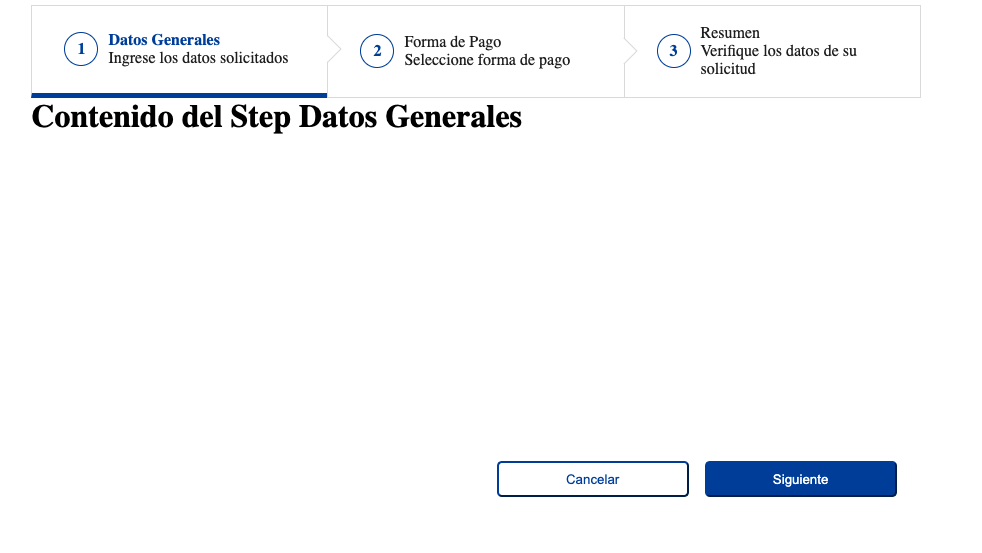 1
Datos Generales
Ingrese los datos solicitados
2
Forma de Pago
Seleccione forma de pago
3
Resumen
Verifique los datos de su
solicitud
Contenido del Step Datos Generales
Cancelar
Siguiente